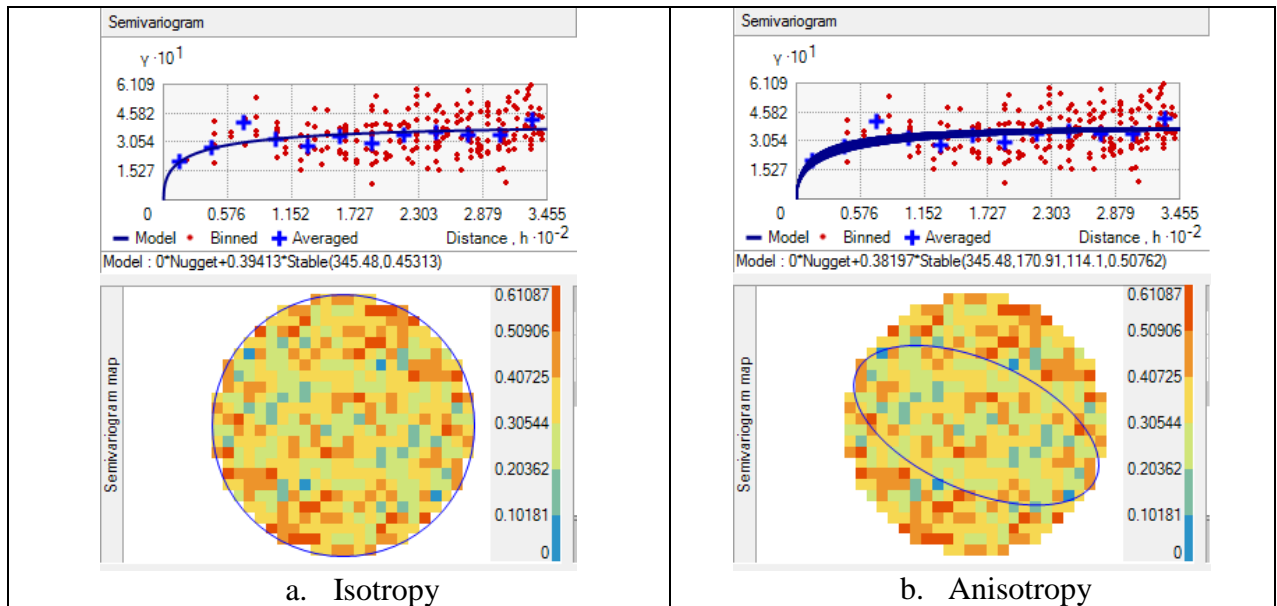 Semivariogram
γ ·10¹
6.109
4.582
3.054
1.527
0 0.576 1.152 1.727 2.303 2.879 3.455
Model Binned Averaged Distance , h ·10⁻²
Model : 0*Nugget+0.39413*Stable(345.48,0.45313)
Semivariogram map
0.61087
0.50906
0.40725
0.30544
0.20362
0.10181
0
a. Isotropy
Semivariogram
γ ·10¹
6.109
4.582
3.054
1.527
0 0.576 1.152 1.727 2.303 2.879 3.455
Model Binned Averaged Distance , h ·10⁻²
Model : 0*Nugget+0.38197*Stable(345.48,170.91,114.1,0.50762)
Semivariogram map
0.61087
0.50906
0.40725
0.30544
0.20362
0.10181
0
b. Anisotropy